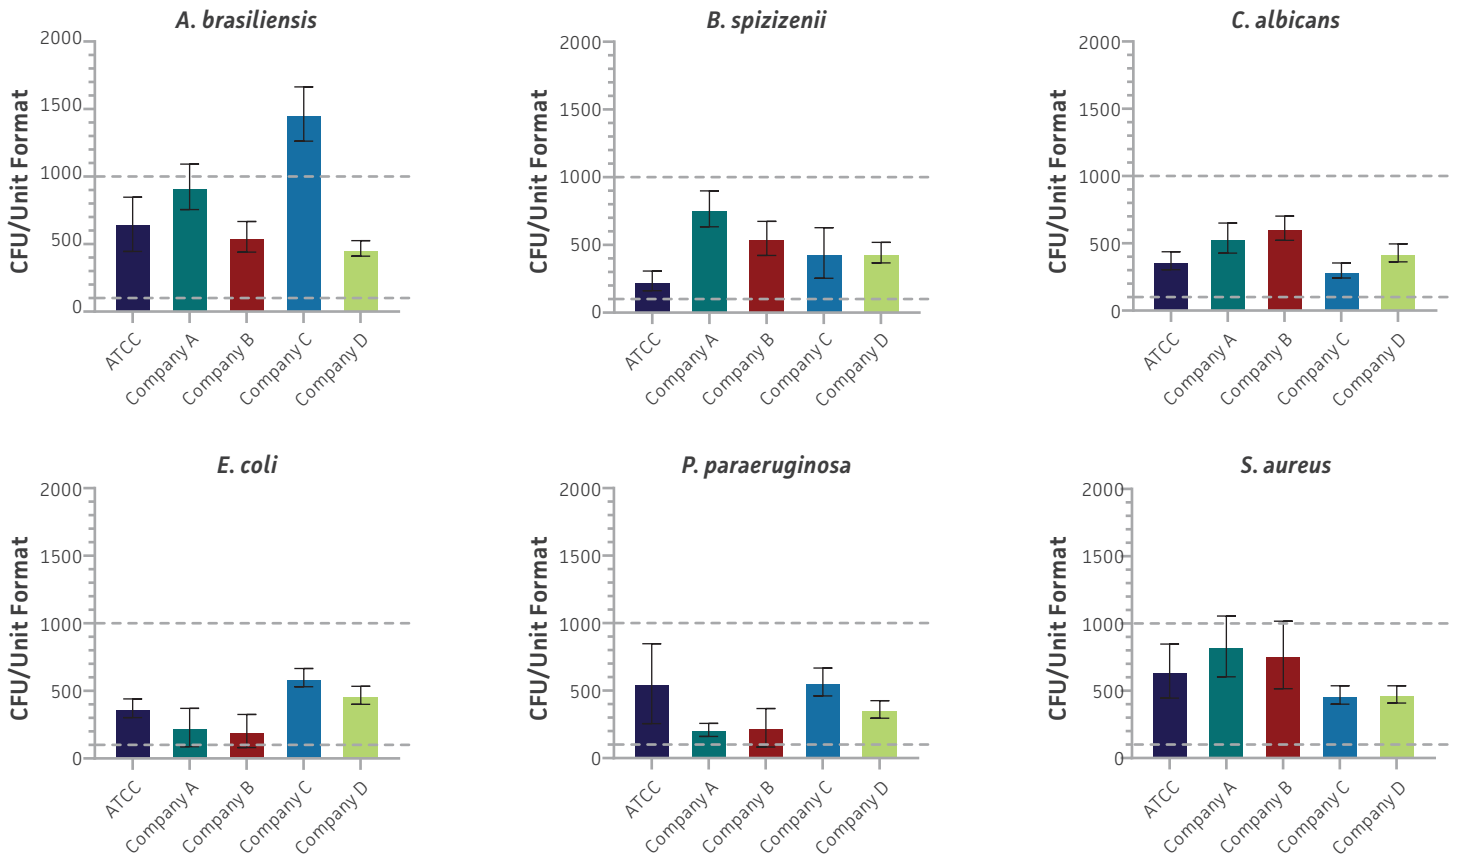 A. brasiliensis
CFU/Unit Format
2000
1500
1000
500
0
ATCC
Company A
Company B
Company C
Company D
B. spizizenii
CFU/Unit Format
2000
1500
1000
500
0
ATCC
Company A
Company B
Company C
Company D
C. albicans
CFU/Unit Format
2000
1500
1000
500
0
ATCC
Company A
Company B
Company C
Company D
E. coli
CFU/Unit Format
2000
1500
1000
500
0
ATCC
Company A
Company B
Company C
Company D
P. paraeruginosa
CFU/Unit Format
2000
1500
1000
500
0
ATCC
Company A
Company B
Company C
Company D
S. aureus
CFU/Unit Format
2000
1500
1000
500
0
ATCC
Company A
Company B
Company C
Company D